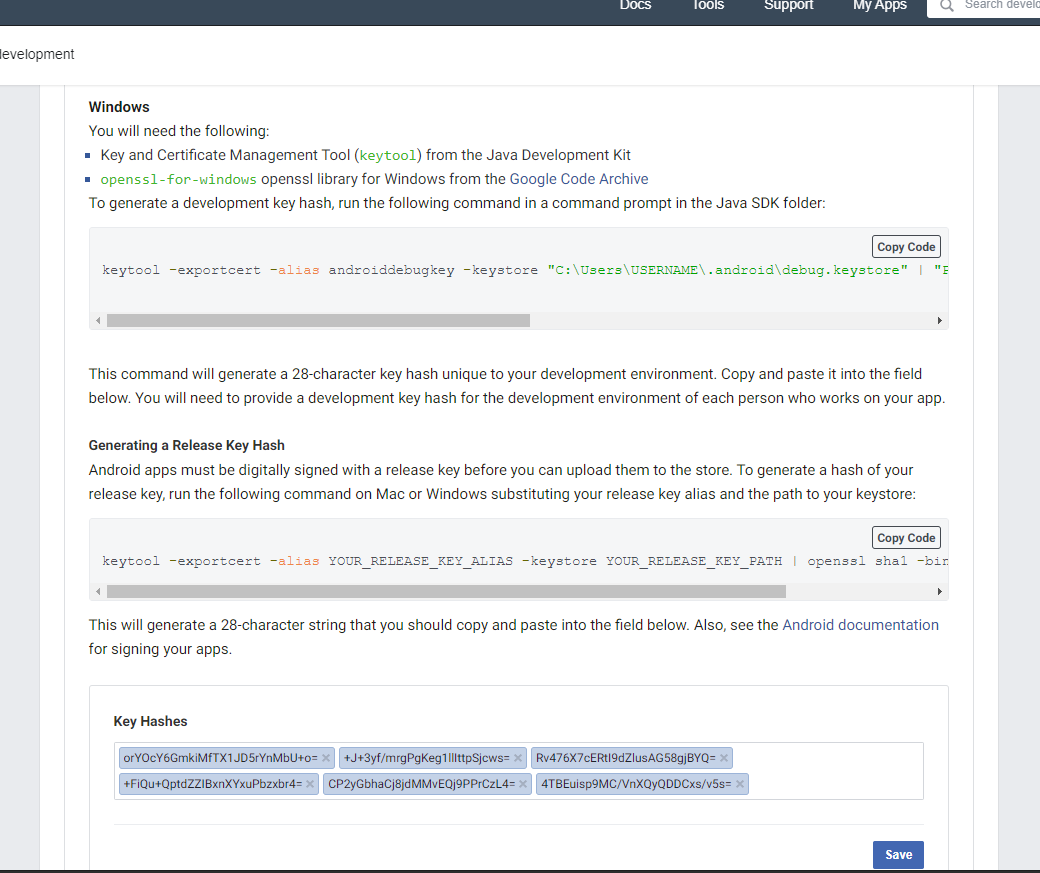 Docs Tools Support My Apps Search develo
development
Windows
You will need the following:
Key and Certificate Management Tool (keytool) from the Java Development Kit
openssl-for-windows openssl library for Windows from the Google Code Archive
To generate a development key hash, run the following command in a command prompt in the Java SDK folder:
Copy Code
keytool -exportcert -alias androiddebugkey -keystore "C:\Users\USERNAME\.android\debug.keystore" | "P
This command will generate a 28-character key hash unique to your development environment. Copy and paste it into the field
below. You will need to provide a development key hash for the development environment of each person who works on your app.
Generating a Release Key Hash
Android apps must be digitally signed with a release key before you can upload them to the store. To generate a hash of your
release key, run the following command on Mac or Windows substituting your release key alias and the path to your keystore:
Copy Code
keytool -exportcert -alias YOUR_RELEASE_KEY_ALIAS -keystore YOUR_RELEASE_KEY_PATH | openssl sha1 -bin
This will generate a 28-character string that you should copy and paste into the field below. Also, see the Android documentation
for signing your apps.
Key Hashes
orYOcY6GmkiMfTX1JD5rYnMbU+o= × +J+3yf/mrgPgKeg1lllttpSjcws= × Rv476X7cERtI9dZlusAG58gjBYQ= ×
+FiQu+QptdZZIBxnXYxuPbzxbr4= × CP2yGbhaCj8jdMMvEQj9PPrCzL4= × 4TBEuisp9MC/VnXQyQDDCxs/v5s= ×
Save